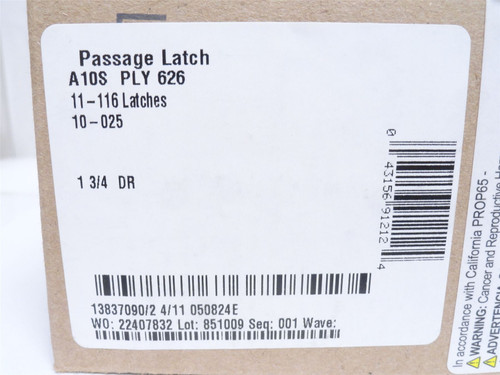 Passage Latch
A10S PLY 626
11-116 Latches
10-025
1 3/4 DR
0 43156 91212 4
13837090/2 4/11 050824E
WO: 22407832 Lot: 851009 Seq: 001 Wave:
In accordance with California PROP65 -
WARNING: Cancer and Reproductive
ADVERTENCIA: